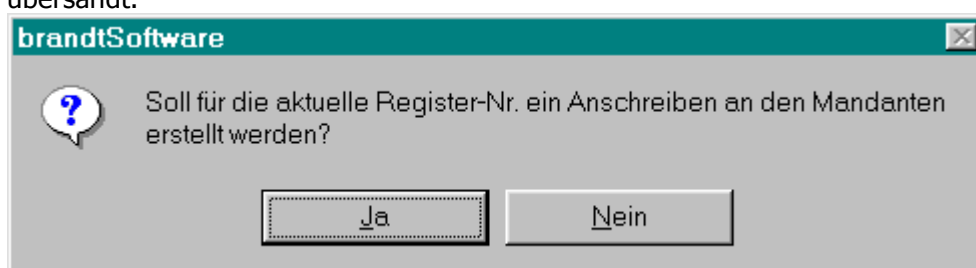 übersandt.
brandtSoftware
Soll für die aktuelle Register-Nr. ein Anschreiben an den Mandanten
erstellt werden?
Ja
Nein